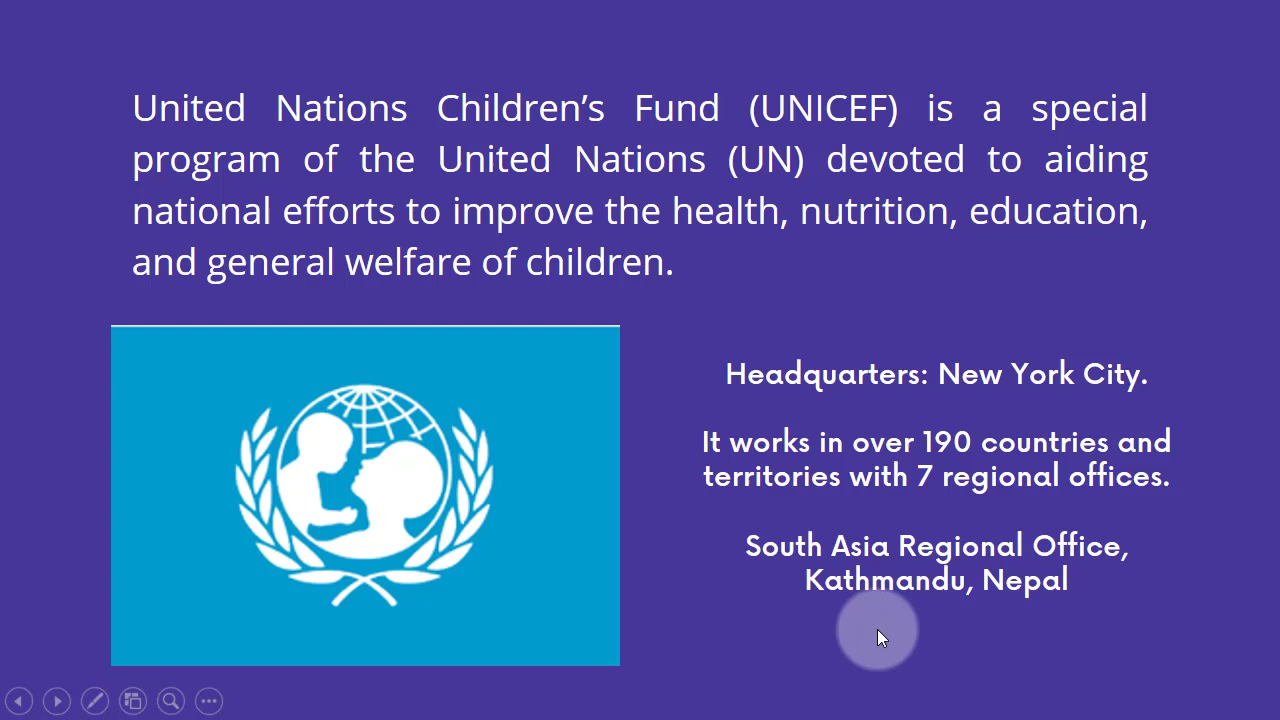 United Nations Children’s Fund (UNICEF) is a special
program of the United Nations (UN) devoted to aiding
national efforts to improve the health, nutrition, education,
and general welfare of children.
Headquarters: New York City.
It works in over 190 countries and
territories with 7 regional offices.
South Asia Regional Office,
Kathmandu, Nepal